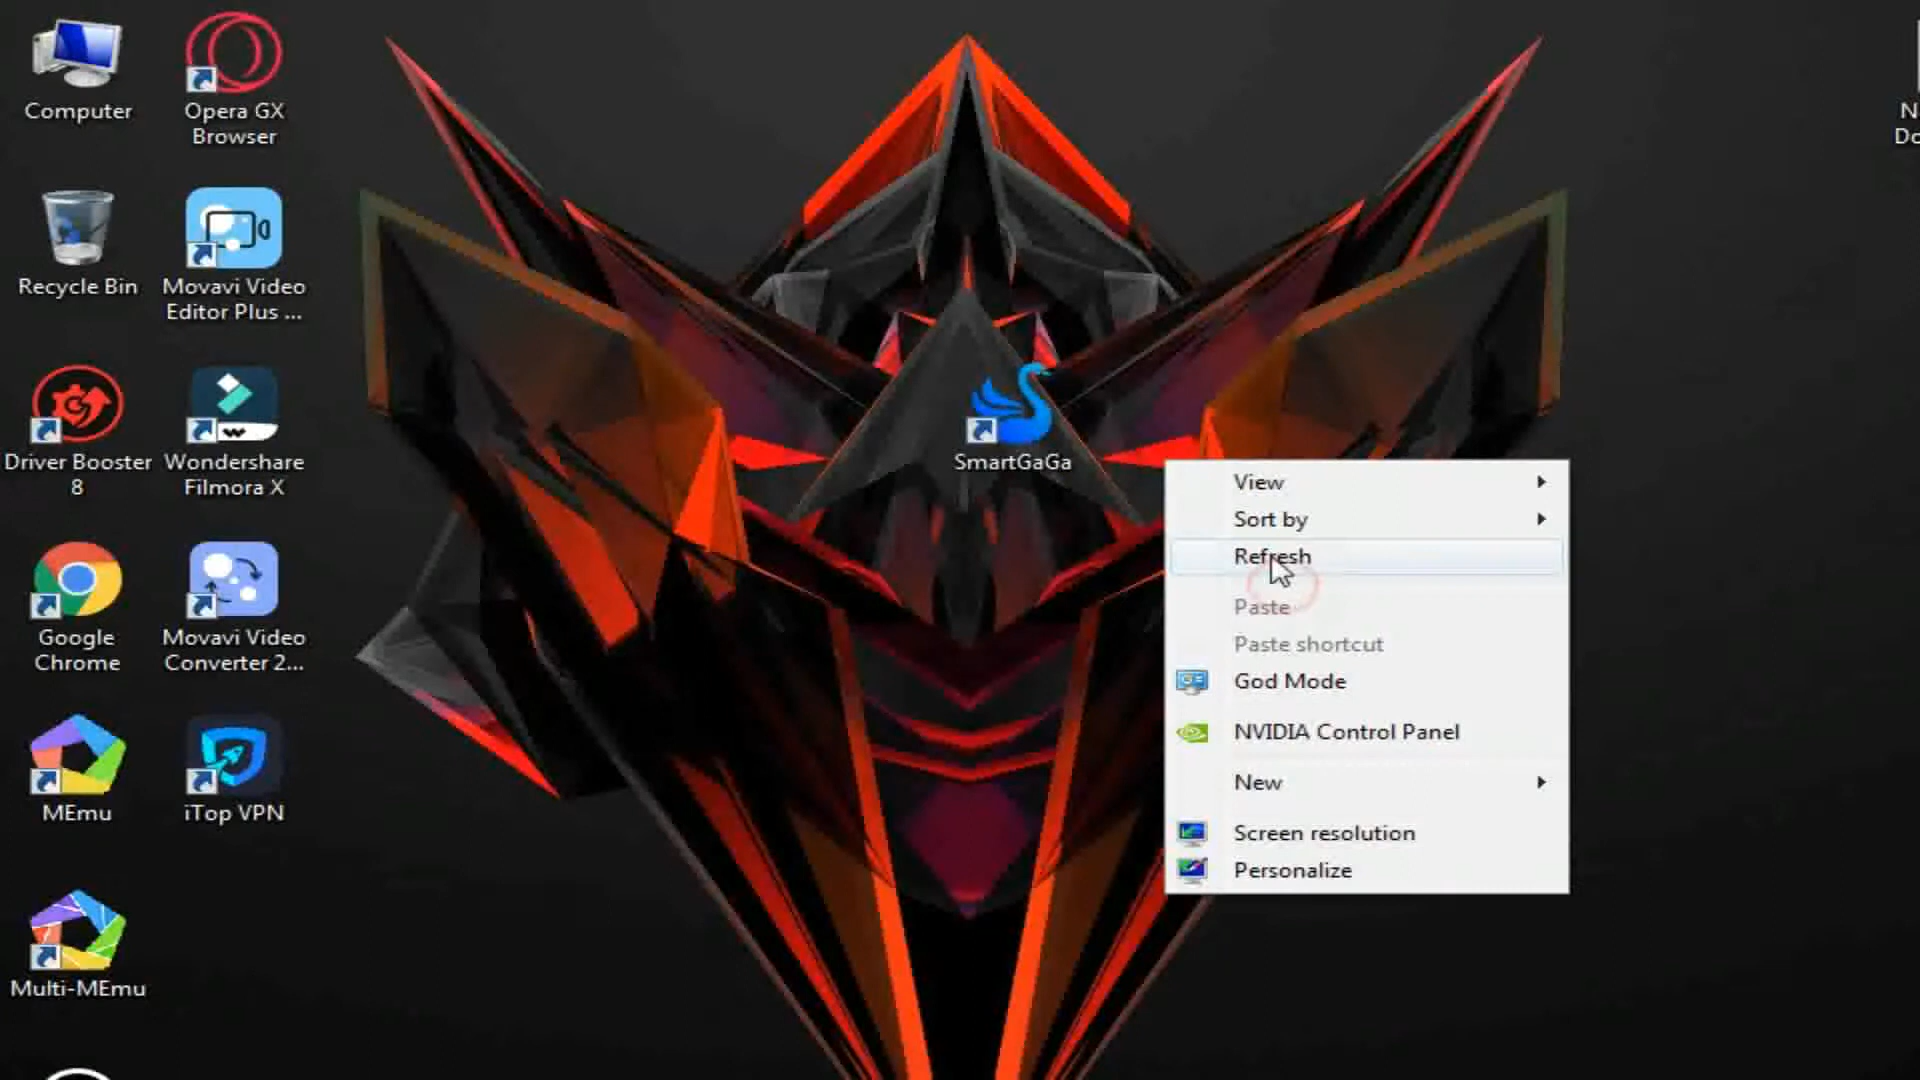 Computer
Opera GX
Browser
Recycle Bin
Movavi Video
Editor Plus ...
Driver Booster
8
Wondershare
Filmora X
Google
Chrome
Movavi Video
Converter 2...
MEmu
iTop VPN
Multi-MEmu
SmartGaGa
View
Sort by
Refresh
Paste
Paste shortcut
God Mode
NVIDIA Control Panel
New
Screen resolution
Personalize